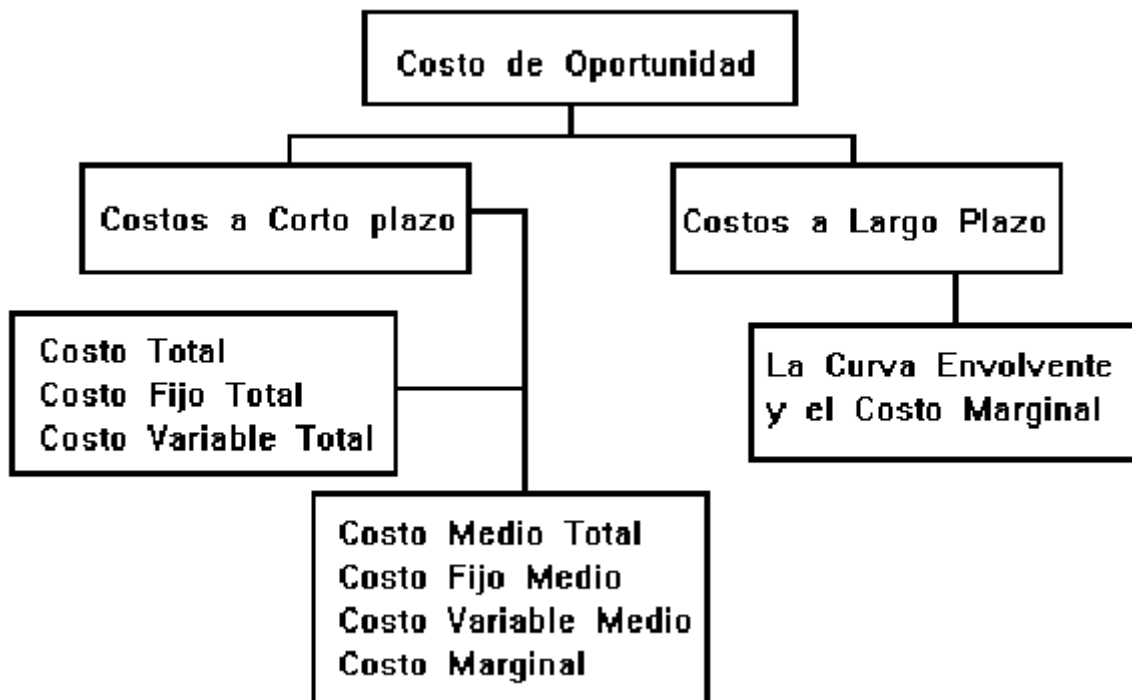 Costo de Oportunidad
Costos a Corto plazo
Costos a Largo Plazo
Costo Total
Costo Fijo Total
Costo Variable Total
La Curva Envolvente
y el Costo Marginal
Costo Medio Total
Costo Fijo Medio
Costo Variable Medio
Costo Marginal